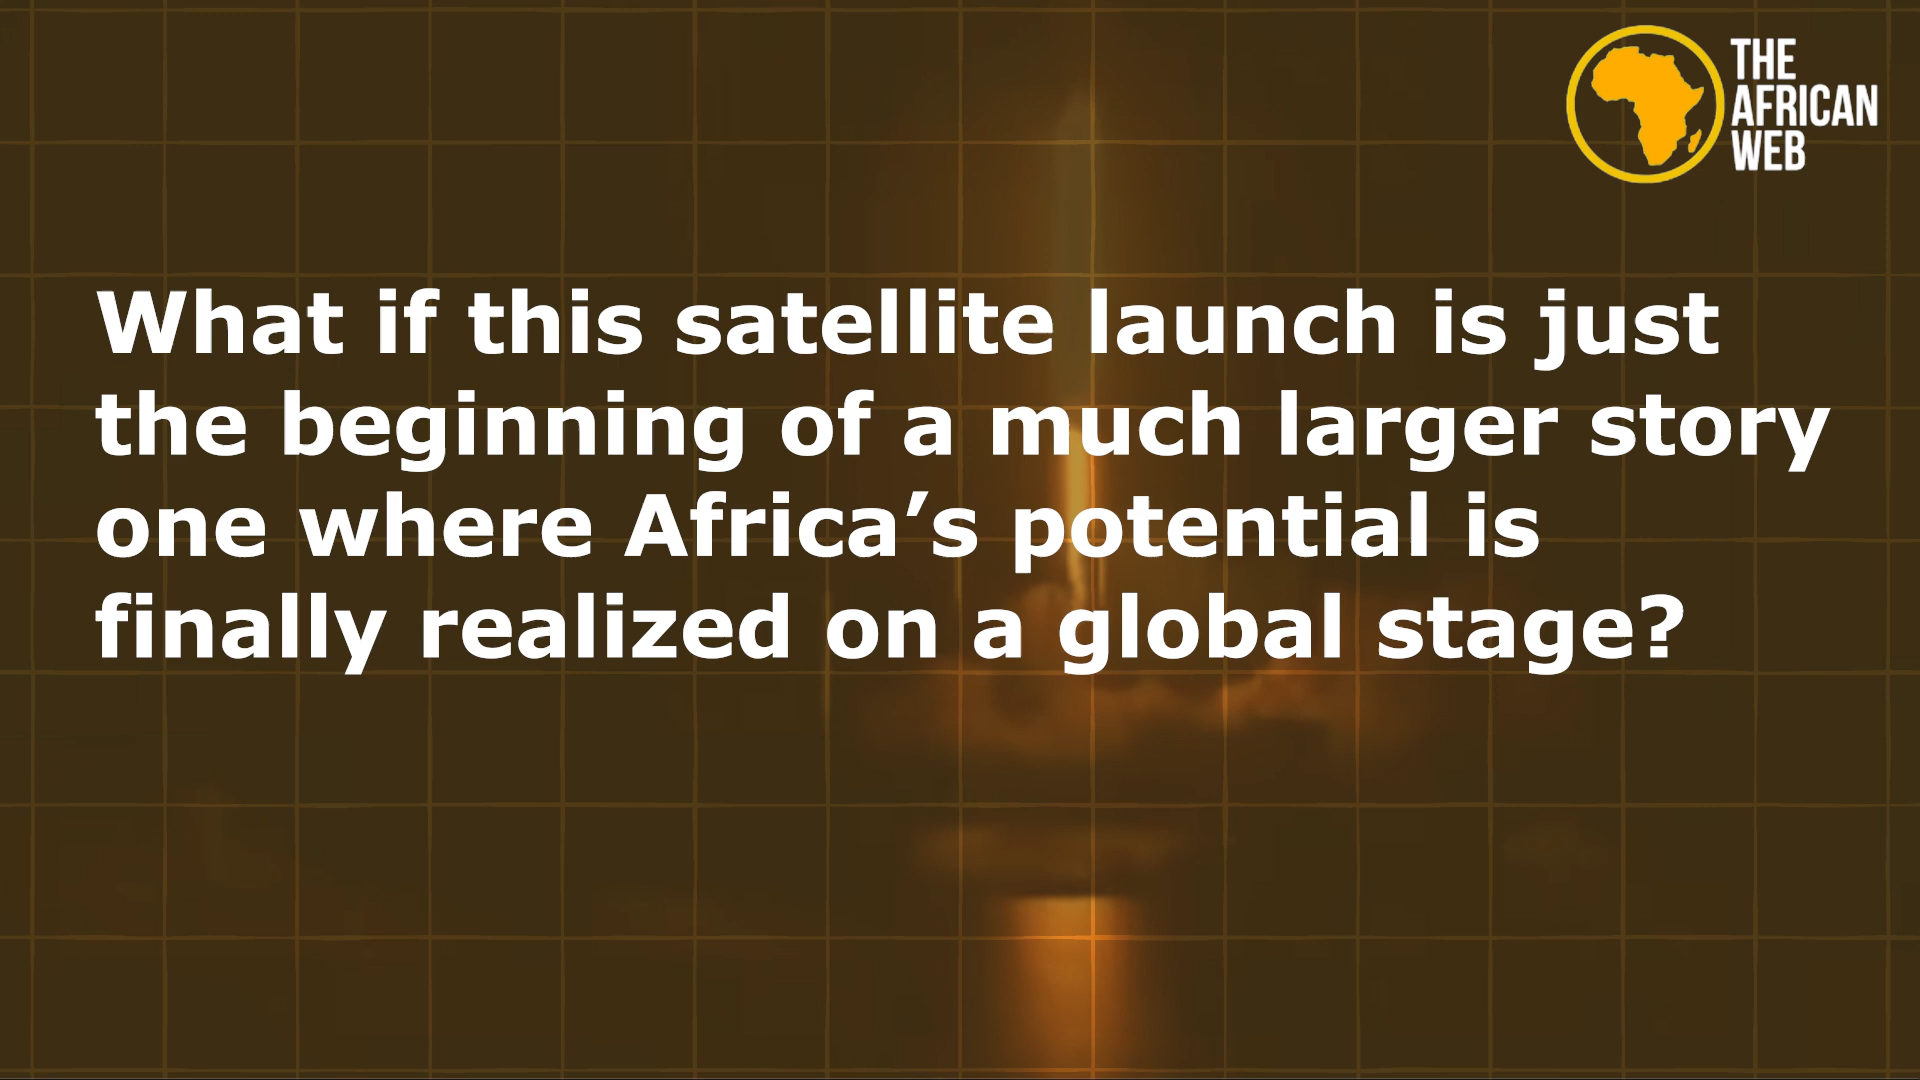 THE
AFRICAN
WEB
What if this satellite launch is just
the beginning of a much larger story
one where Africa’s potential is
finally realized on a global stage?